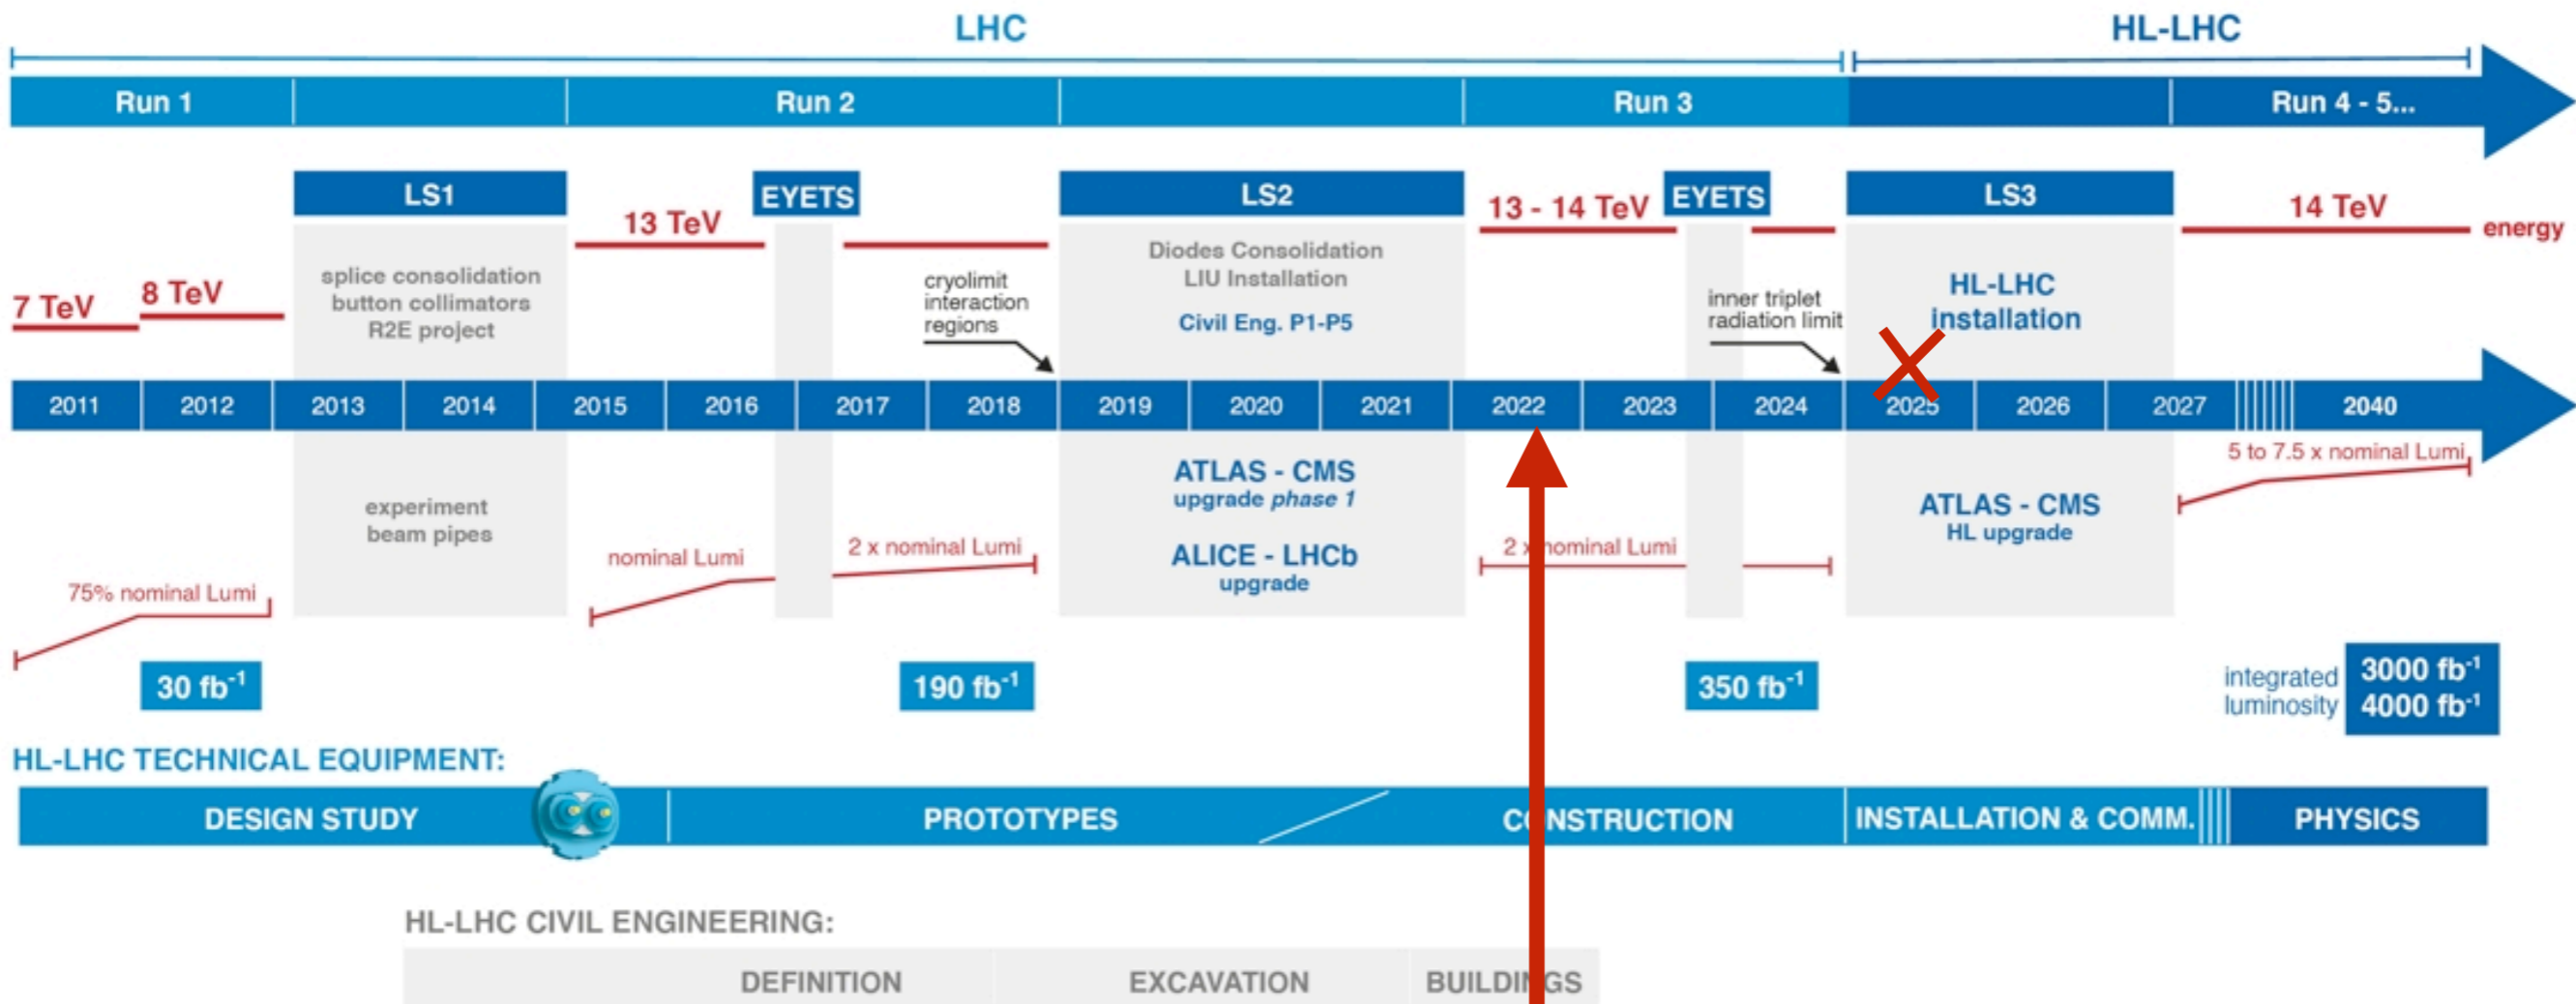 LHC
HL-LHC
Run 1
Run 2
Run 3
Run 4 - 5...
LS1
EYETS
LS2
EYETS
LS3
13 TeV
13 - 14 TeV
14 TeV
energy
7 TeV
8 TeV
splice consolidation
button collimators
R2E project
cryolimit
interaction
regions
Diodes Consolidation
LIU Installation
Civil Eng. P1-P5
inner triplet
radiation limit
HL-LHC
installation
2011
2012
2013
2014
2015
2016
2017
2018
2019
2020
2021
2022
2023
2024
2025
2026
2027
2040
experiment
beam pipes
ATLAS - CMS
upgrade phase 1
ALICE - LHCb
upgrade
ATLAS - CMS
HL upgrade
75% nominal Lumi
nominal Lumi
2 x nominal Lumi
2 x nominal Lumi
5 to 7.5 x nominal Lumi
30 fb⁻¹
190 fb⁻¹
350 fb⁻¹
integrated
luminosity
3000 fb⁻¹
4000 fb⁻¹
HL-LHC TECHNICAL EQUIPMENT:
DESIGN STUDY
PROTOTYPES
CONSTRUCTION
INSTALLATION & COMM.
PHYSICS
HL-LHC CIVIL ENGINEERING:
DEFINITION
EXCAVATION
BUILDINGS